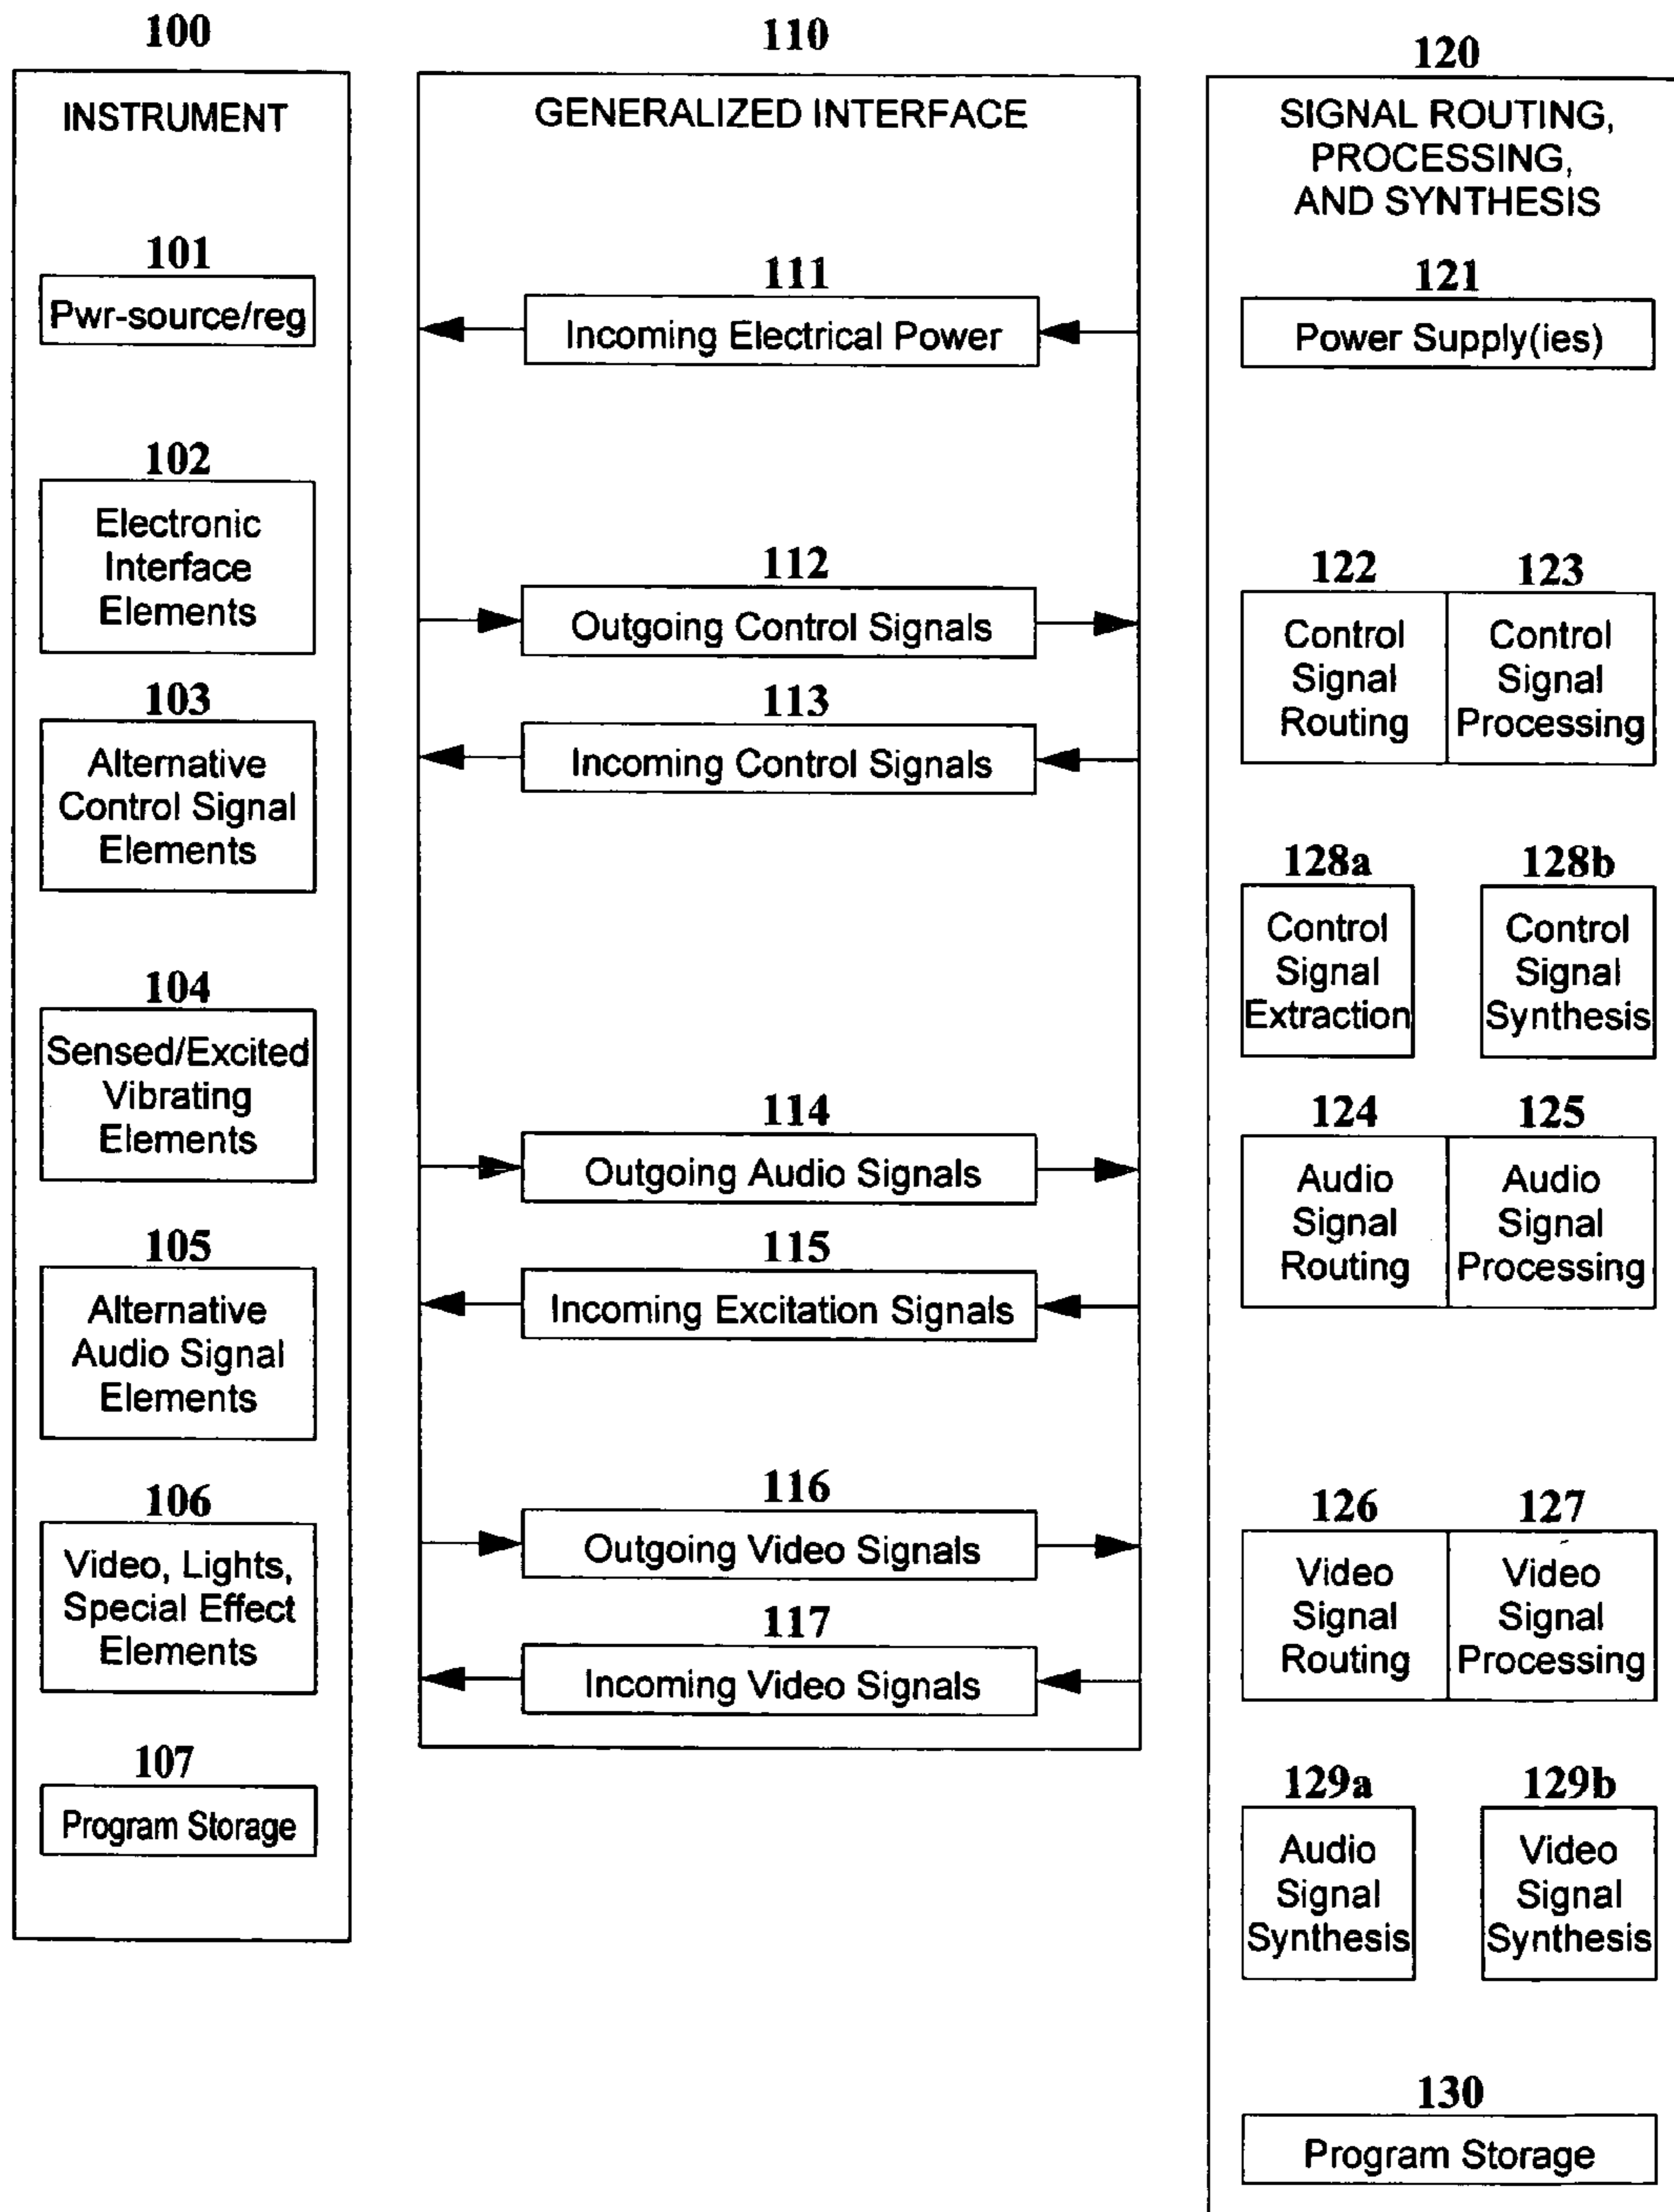 100
INSTRUMENT
101
Pwr-source/reg
102
Electronic
Interface
Elements
103
Alternative
Control Signal
Elements
104
Sensed/Excited
Vibrating
Elements
105
Alternative
Audio Signal
Elements
106
Video, Lights,
Special Effect
Elements
107
Program Storage
110
GENERALIZED INTERFACE
111
Incoming Electrical Power
112
Outgoing Control Signals
113
Incoming Control Signals
114
Outgoing Audio Signals
115
Incoming Excitation Signals
116
Outgoing Video Signals
117
Incoming Video Signals
120
SIGNAL ROUTING,
PROCESSING,
AND SYNTHESIS
121
Power Supply(ies)
122
Control
Signal
Routing
123
Control
Signal
Processing
128a
Control
Signal
Extraction
128b
Control
Signal
Synthesis
124
Audio
Signal
Routing
125
Audio
Signal
Processing
126
Video
Signal
Routing
127
Video
Signal
Processing
129a
Audio
Signal
Synthesis
129b
Video
Signal
Synthesis
130
Program Storage